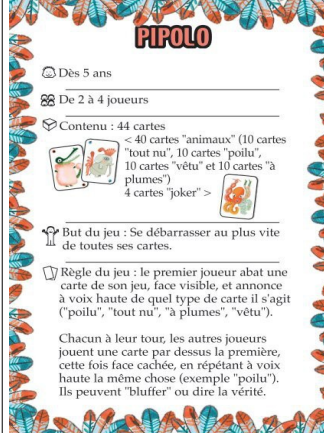 PIPOLO
Dès 5 ans
De 2 à 4 joueurs
Contenu : 44 cartes
< 40 cartes "animaux" (10 cartes
"tout nu", 10 cartes "poilu",
10 cartes "vêtu" et 10 cartes "à
plumes")
4 cartes "joker" >
But du jeu : Se débarrasser au plus vite
de toutes ses cartes.
Règle du jeu : le premier joueur abat une
carte de son jeu, face visible, et annonce
à voix haute de quel type de carte il s'agit
("poilu", "tout nu", "à plumes", "vêtu").
Chacun à leur tour, les autres joueurs
jouent une carte par dessus la première,
cette fois face cachée, en répétant à voix
haute la même chose (exemple "poilu").
Ils peuvent "bluffer" ou dire la vérité.